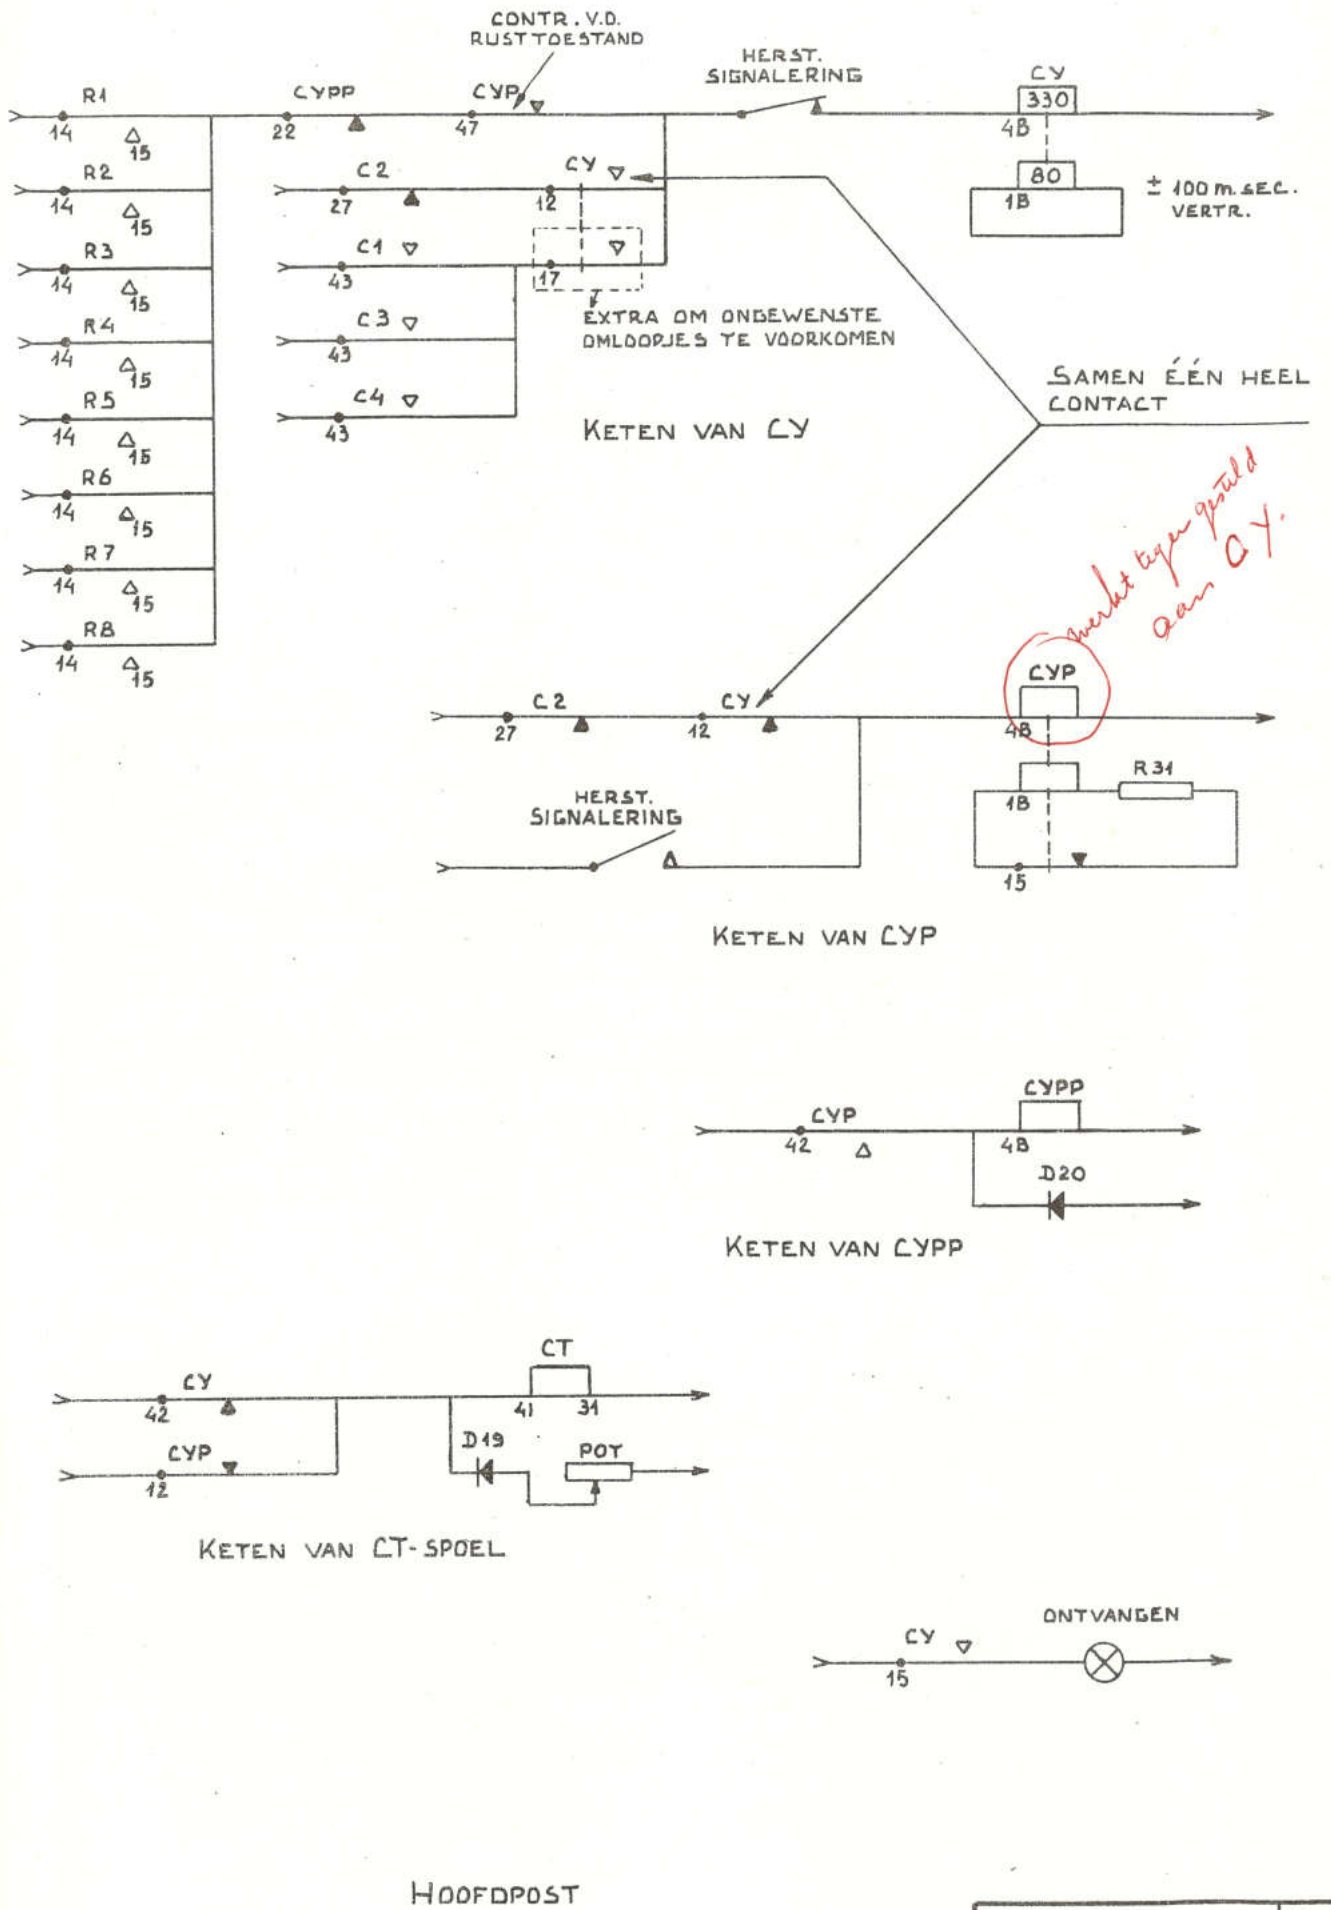 CONTR. V.D.
RUSTTOESTAND
HERST.
SIGNALERING
CY
330
4B
80
1B
± 100 m. SEC.
VERTR.
R1
14
15
CYPP
22
CYP
47
R2
14
15
C2
27
CY
12
R3
14
15
C1
43
17
EXTRA OM ONGEWENSTE
OMLOOPJES TE VOORKOMEN
R4
14
15
C3
43
R5
14
15
C4
43
KETEN VAN CY
SAMEN ÉÉN HEEL
CONTACT
R6
14
15
R7
14
15
R8
14
15
werkt tegen gesteld
aan CY.
C2
27
CY
12
CYP
4B
1B
R31
15
HERST.
SIGNALERING
KETEN VAN CYP
CYP
42
CYPP
4B
D20
KETEN VAN CYPP
CY
42
CT
41 31
CYP
12
D19
POT
KETEN VAN CT-SPOEL
CY
15
ONTVANGEN
HOOFDPOST